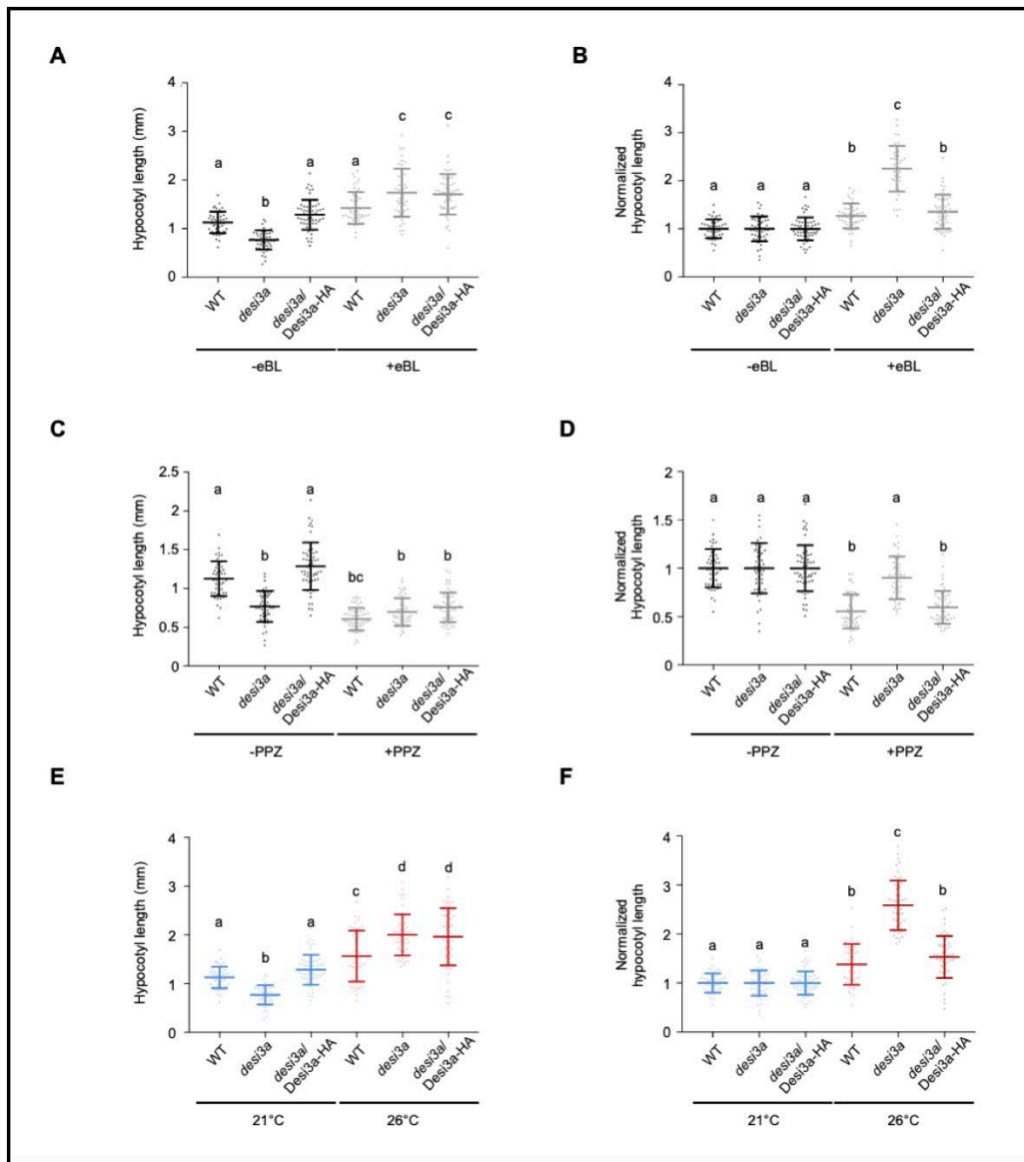 A
Hypocotyl length (mm)
4
3
2
1
0
a
b
a
a
c
c
WT
desi3a
desi3a/
Desi3a-HA
WT
desi3a
desi3a/
Desi3a-HA
-eBL
+eBL
B
Normalized
Hypocotyl length
4
3
2
1
0
a
a
a
b
c
b
WT
desi3a
desi3a/
Desi3a-HA
WT
desi3a
desi3a/
Desi3a-HA
-eBL
+eBL
C
Hypocotyl length (mm)
2.5
2
1.5
1
0.5
0
a
b
a
bc
b
b
WT
desi3a
desi3a/
Desi3a-HA
WT
desi3a
desi3a/
Desi3a-HA
-PPZ
+PPZ
D
Normalized
Hypocotyl length
2
1.5
1
0.5
0
a
a
a
b
a
b
WT
desi3a
desi3a/
Desi3a-HA
WT
desi3a
desi3a/
Desi3a-HA
-PPZ
+PPZ
E
Hypocotyl length (mm)
4
3
2
1
0
a
b
a
c
d
d
WT
desi3a
desi3a/
Desi3a-HA
WT
desi3a
desi3a/
Desi3a-HA
21°C
26°C
F
Normalized
hypocotyl length
4
3
2
1
0
a
a
a
b
c
b
WT
desi3a
desi3a/
Desi3a-HA
WT
desi3a
desi3a/
Desi3a-HA
21°C
26°C